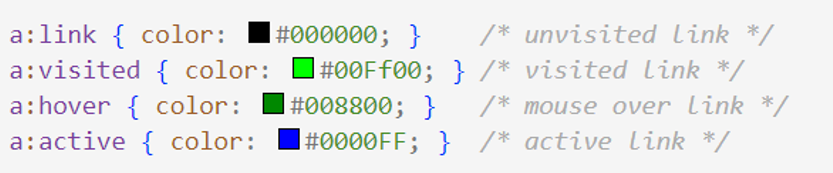 a:link { color: #000000; } /* unvisited link */
a:visited { color: #00Ff00; } /* visited link */
a:hover { color: #008800; } /* mouse over link */
a:active { color: #0000FF; } /* active link */